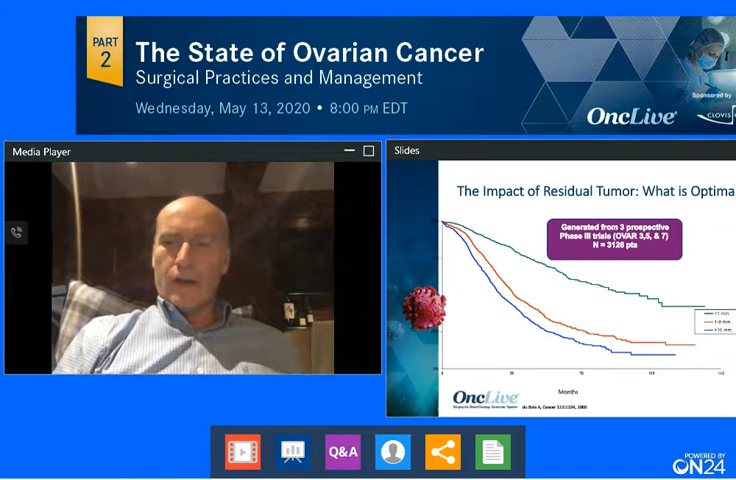 PART
2
The State of Ovarian Cancer
Surgical Practices and Management
Wednesday, May 13, 2020 • 8:00 PM EDT
Sponsored by
OncLive®
CLOVIS
Media Player
Slides
The Impact of Residual Tumor: What is Optima
Generated from 3 prospective
Phase III trials (OVAR 3,5, & 7)
N = 3126 pts
Months
OncLive®
Q&A
POWERED BY
ON24